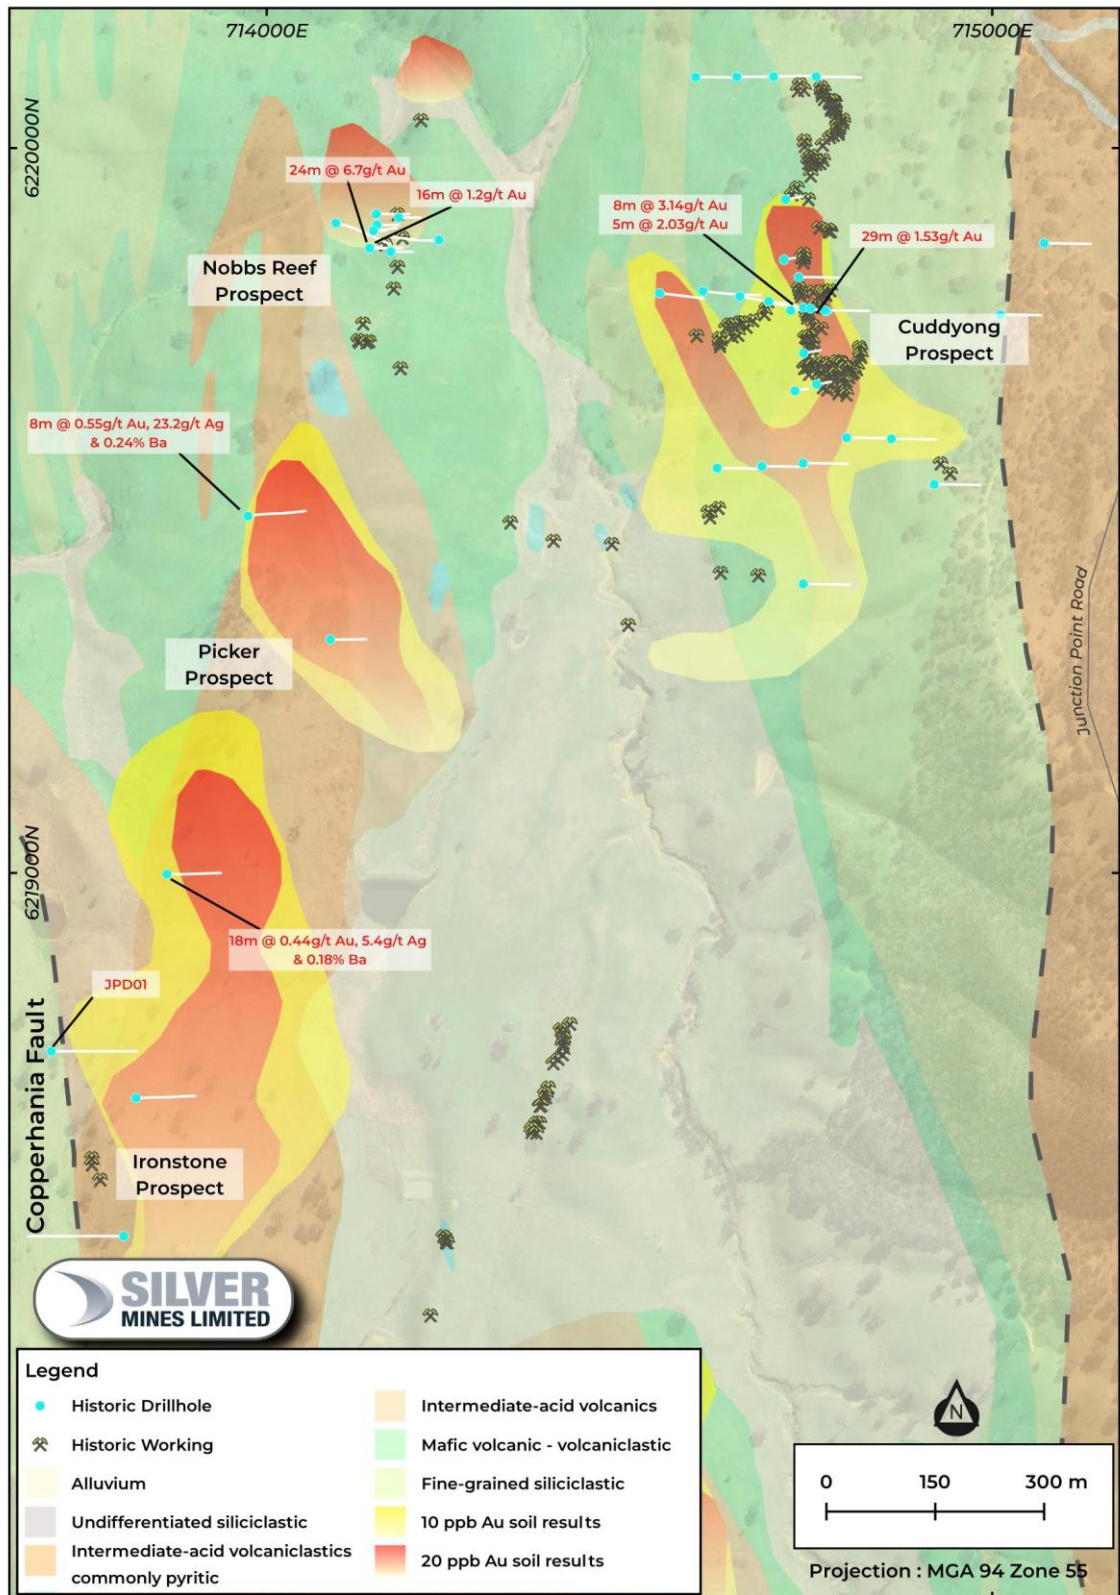 714000E
715000E
6220000N
24m @ 6.7g/t Au
16m @ 1.2g/t Au
8m @ 3.14g/t Au
5m @ 2.03g/t Au
29m @ 1.53g/t Au
Nobbs Reef
Prospect
Cuddyong
Prospect
8m @ 0.55g/t Au, 23.2g/t Ag
& 0.24% Ba
Picker
Prospect
Junction Point Road
6219000N
18m @ 0.44g/t Au, 5.4g/t Ag
& 0.18% Ba
JPD01
Copperhania Fault
Ironstone
Prospect
SILVER
MINES LIMITED
Legend
Historic Drillhole
Historic Working
Alluvium
Undifferentiated siliciclastic
Intermediate-acid volcaniclastics
commonly pyritic
Intermediate-acid volcanics
Mafic volcanic - volcaniclastic
Fine-grained siliciclastic
10 ppb Au soil results
20 ppb Au soil results
N
0 150 300 m
Projection : MGA 94 Zone 55